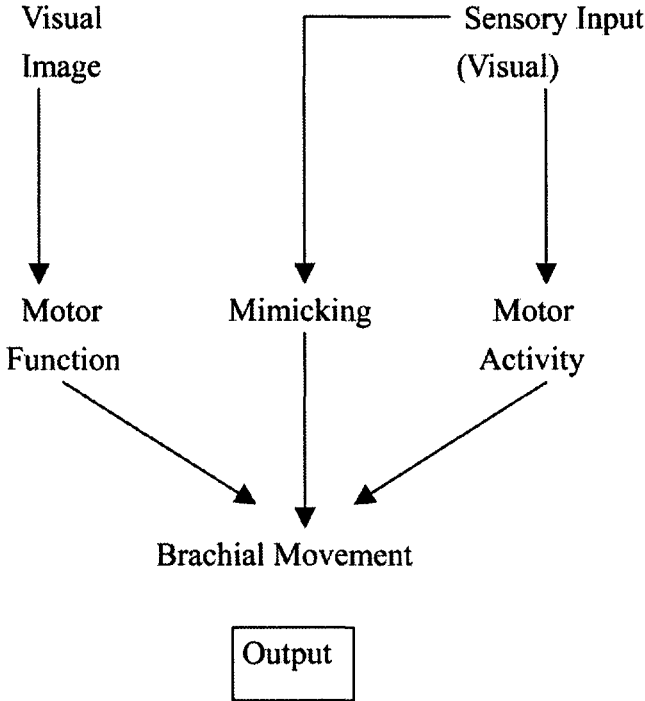 Visual
Image
Sensory Input
(Visual)
Motor
Function
Mimicking
Motor
Activity
Brachial Movement
Output